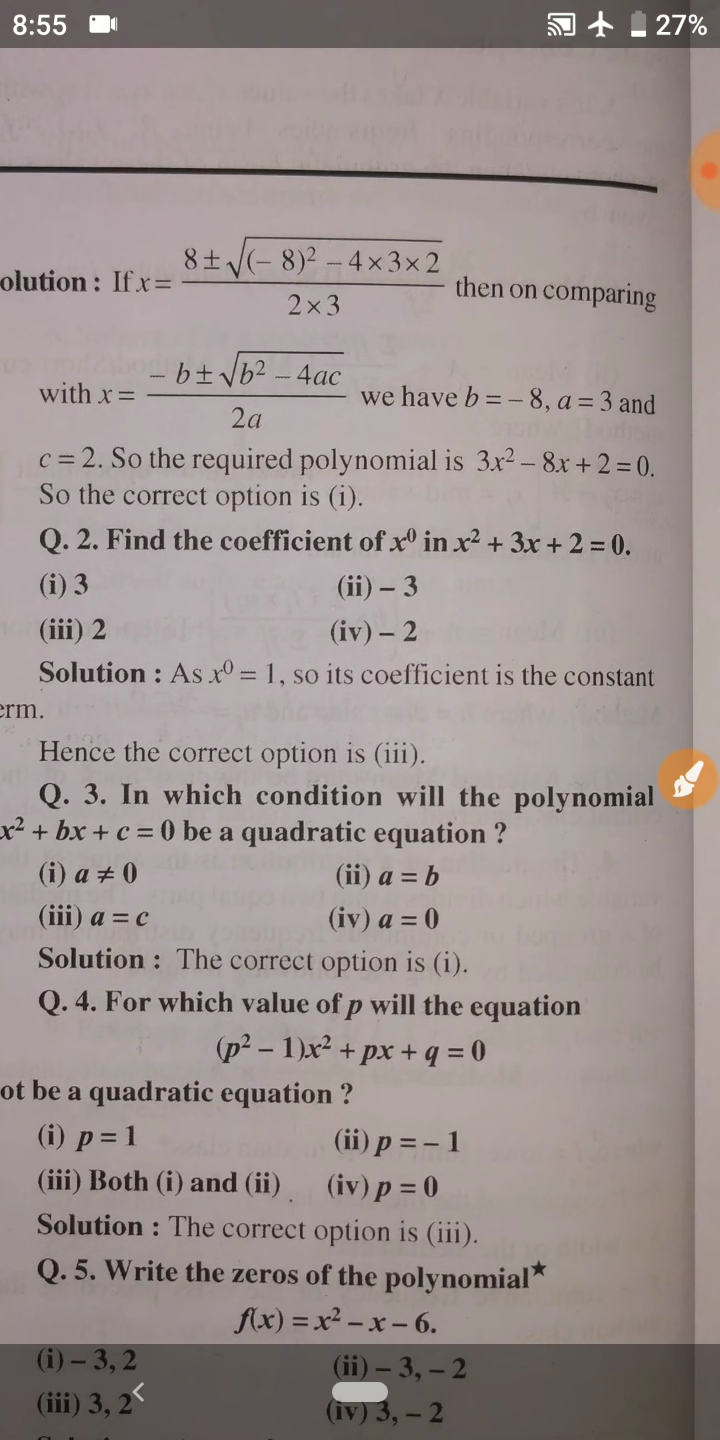 8:55 27%
olution : If x = 8 ± √(– 8)² – 4 × 3 × 2 / 2 × 3 then on comparing
with x = – b ± √b² – 4ac / 2a we have b = – 8, a = 3 and
c = 2. So the required polynomial is 3x² – 8x + 2 = 0.
So the correct option is (i).
Q. 2. Find the coefficient of x⁰ in x² + 3x + 2 = 0.
(i) 3 (ii) – 3
(iii) 2 (iv) – 2
Solution : As x⁰ = 1, so its coefficient is the constant
erm.
Hence the correct option is (iii).
Q. 3. In which condition will the polynomial
x² + bx + c = 0 be a quadratic equation ?
(i) a ≠ 0 (ii) a = b
(iii) a = c (iv) a = 0
Solution : The correct option is (i).
Q. 4. For which value of p will the equation
(p² – 1)x² + px + q = 0
ot be a quadratic equation ?
(i) p = 1 (ii) p = – 1
(iii) Both (i) and (ii) (iv) p = 0
Solution : The correct option is (iii).
Q. 5. Write the zeros of the polynomial★
f(x) = x² – x – 6.
(i) – 3, 2 (ii) – 3, – 2
(iii) 3, 2 (iv) 3, – 2